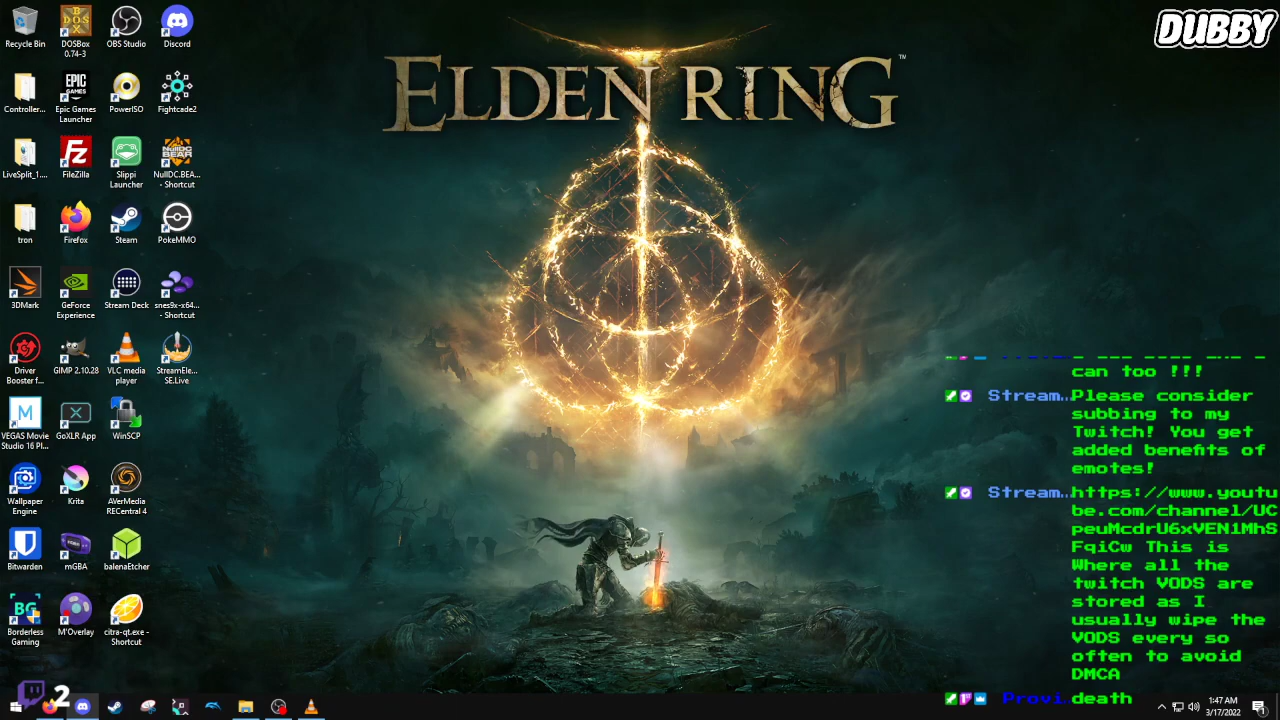 DUBBY
ELDEN RING™
Recycle Bin
DOSBox
0.74-3
OBS Studio
Discord
Controller...
Epic Games
Launcher
PowerISO
Fightcade2
LiveSplit_1....
FileZilla
Slippi
Launcher
NullDC.BEA...
- Shortcut
tron
Firefox
Steam
PokeMMO
3DMark
GeForce
Experience
Stream Deck
snes9x-x64...
- Shortcut
Driver
Booster f...
GIMP 2.10.28
VLC media
player
StreamEle...
SE.Live
VEGAS Movie
Studio 16 Pl...
GoXLR App
WinSCP
Wallpaper
Engine
Krita
AVerMedia
RECentral 4
Bitwarden
mGBA
balenaEtcher
Borderless
Gaming
M'Overlay
citra-qt.exe -
Shortcut
can too !!!
Stream.. Please consider
subbing to my
Twitch! You get
added benefits of
emotes!
Stream.. https://www.youtu
be.com/channel/UC
peuMcdrU6xVEN1MhS
FqiCw This is
Where all the
twitch VODS are
stored as I
usually wipe the
VODS every so
often to avoid
DMCA
Provi.. death
2
1:47 AM
3/17/2022